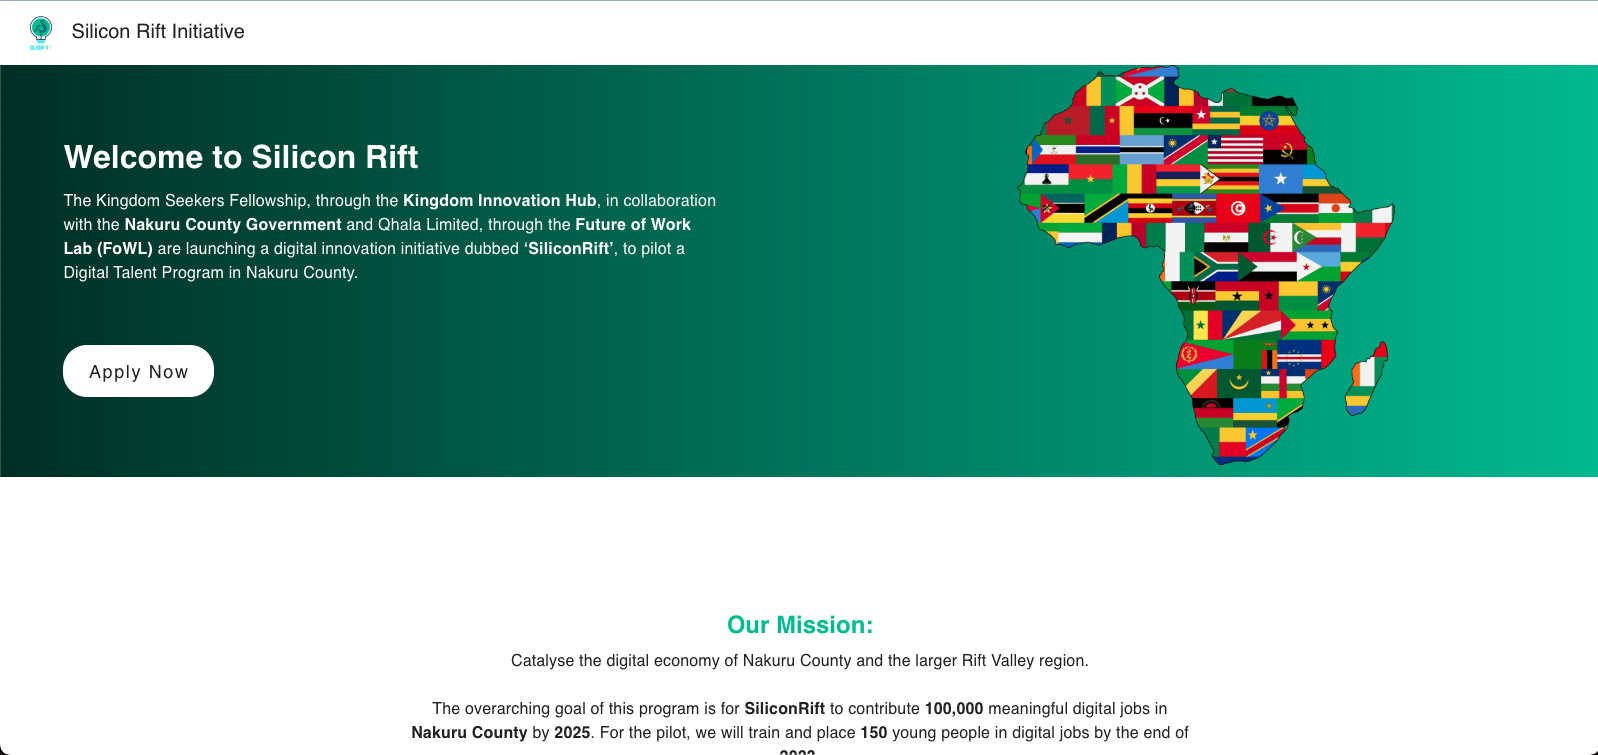 Silicon Rift Initiative
Welcome to Silicon Rift
The Kingdom Seekers Fellowship, through the Kingdom Innovation Hub, in collaboration
with the Nakuru County Government and Qhala Limited, through the Future of Work
Lab (FoWL) are launching a digital innovation initiative dubbed ‘SiliconRift’, to pilot a
Digital Talent Program in Nakuru County.
Apply Now
Our Mission:
Catalyse the digital economy of Nakuru County and the larger Rift Valley region.
The overarching goal of this program is for SiliconRift to contribute 100,000 meaningful digital jobs in
Nakuru County by 2025. For the pilot, we will train and place 150 young people in digital jobs by the end of